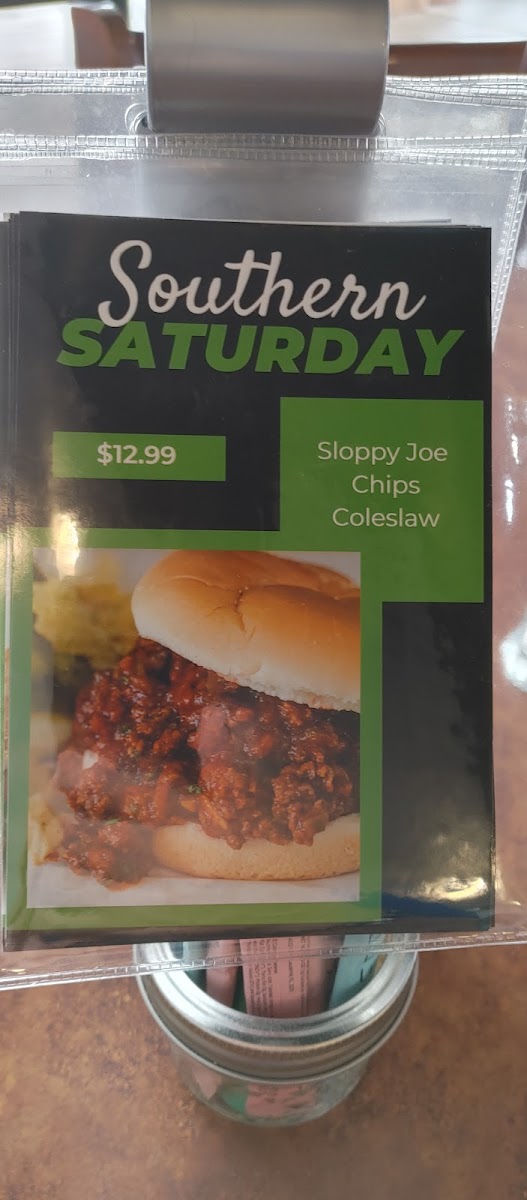 Southern
SATURDAY
$12.99
Sloppy Joe
Chips
Coleslaw